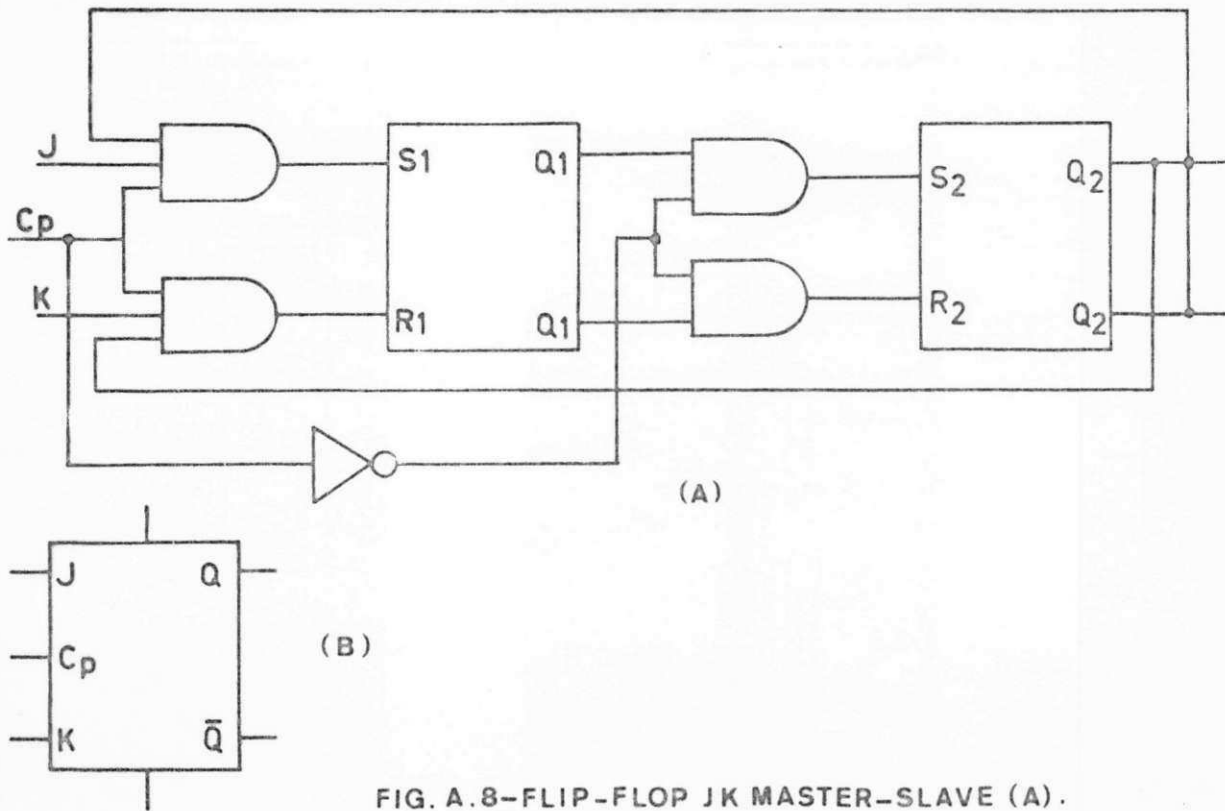 J
Cp
K
S1
R1
Q1
Q1
S2
R2
Q2
Q2
(A)
J
Cp
K
Q
Q̅
(B)
FIG. A.8-FLIP-FLOP JK MASTER-SLAVE (A).